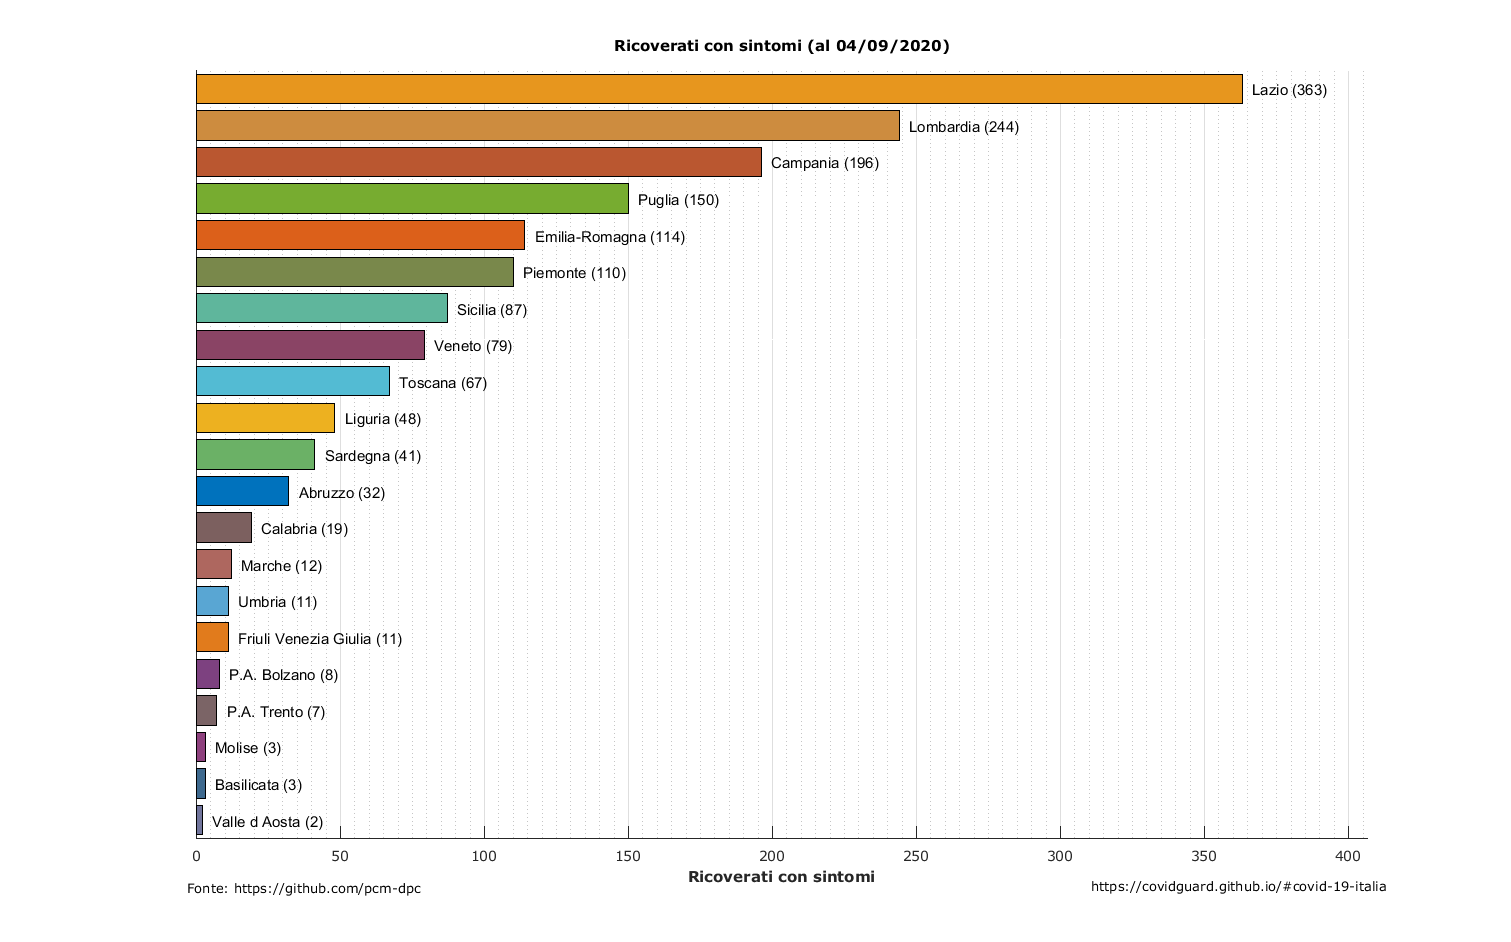 Ricoverati con sintomi (al 04/09/2020)
Lazio (363)
Lombardia (244)
Campania (196)
Puglia (150)
Emilia-Romagna (114)
Piemonte (110)
Sicilia (87)
Veneto (79)
Toscana (67)
Liguria (48)
Sardegna (41)
Abruzzo (32)
Calabria (19)
Marche (12)
Umbria (11)
Friuli Venezia Giulia (11)
P.A. Bolzano (8)
P.A. Trento (7)
Molise (3)
Basilicata (3)
Valle d Aosta (2)
0 50 100 150 200 250 300 350 400
Ricoverati con sintomi
Fonte: https://github.com/pcm-dpc
https://covidguard.github.io/#covid-19-italia